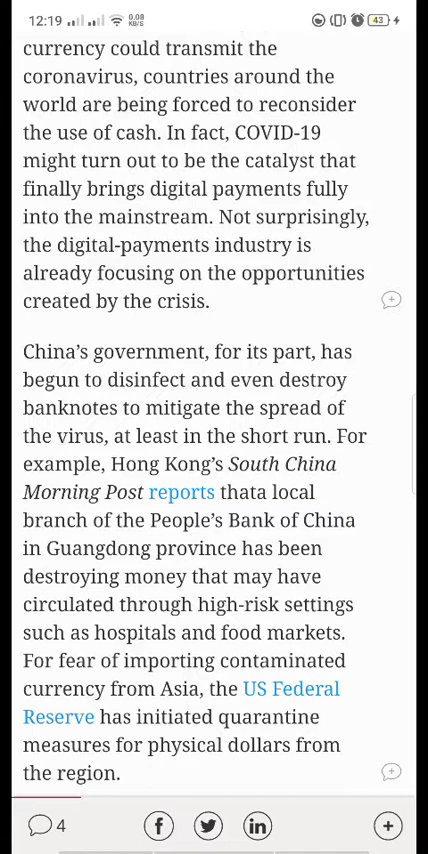 12:19 0.08 KB/S 43
currency could transmit the
coronavirus, countries around the
world are being forced to reconsider
the use of cash. In fact, COVID-19
might turn out to be the catalyst that
finally brings digital payments fully
into the mainstream. Not surprisingly,
the digital-payments industry is
already focusing on the opportunities
created by the crisis.
China’s government, for its part, has
begun to disinfect and even destroy
banknotes to mitigate the spread of
the virus, at least in the short run. For
example, Hong Kong’s South China
Morning Post reports thata local
branch of the People’s Bank of China
in Guangdong province has been
destroying money that may have
circulated through high-risk settings
such as hospitals and food markets.
For fear of importing contaminated
currency from Asia, the US Federal
Reserve has initiated quarantine
measures for physical dollars from
the region.
4 f in +